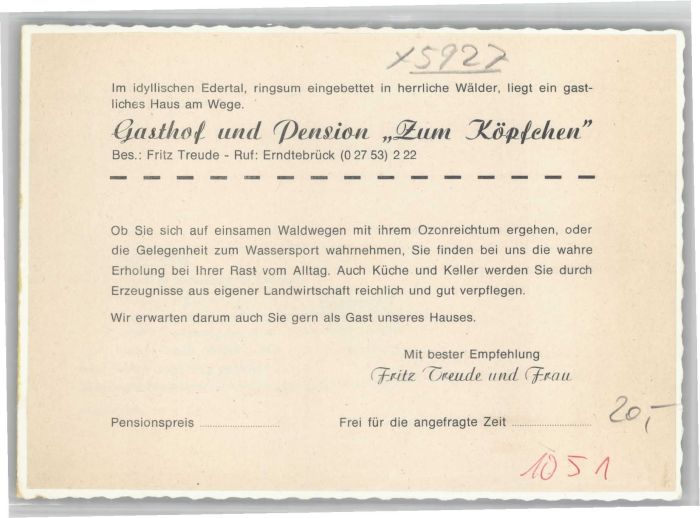 x5927
Im idyllischen Edertal, ringsum eingebettet in herrliche Wälder, liegt ein gast-
liches Haus am Wege.
Gasthof und Pension „Zum Köpfchen"
Bes.: Fritz Treude - Ruf: Erndtebrück (0 27 53) 2 22
Ob Sie sich auf einsamen Waldwegen mit ihrem Ozonreichtum ergehen, oder
die Gelegenheit zum Wassersport wahrnehmen, Sie finden bei uns die wahre
Erholung bei Ihrer Rast vom Alltag. Auch Küche und Keller werden Sie durch
Erzeugnisse aus eigener Landwirtschaft reichlich und gut verpflegen.
Wir erwarten darum auch Sie gern als Gast unseres Hauses.
Mit bester Empfehlung
Fritz Treude und Frau
Pensionspreis ..................... Frei für die angefragte Zeit ..................... 20,-
1051